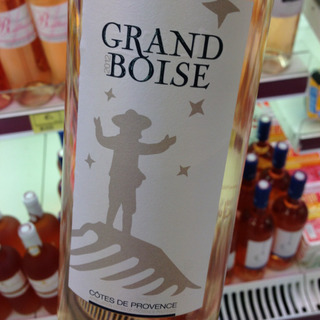 GRAND
BOISE
CÔTES DE PROVENCE